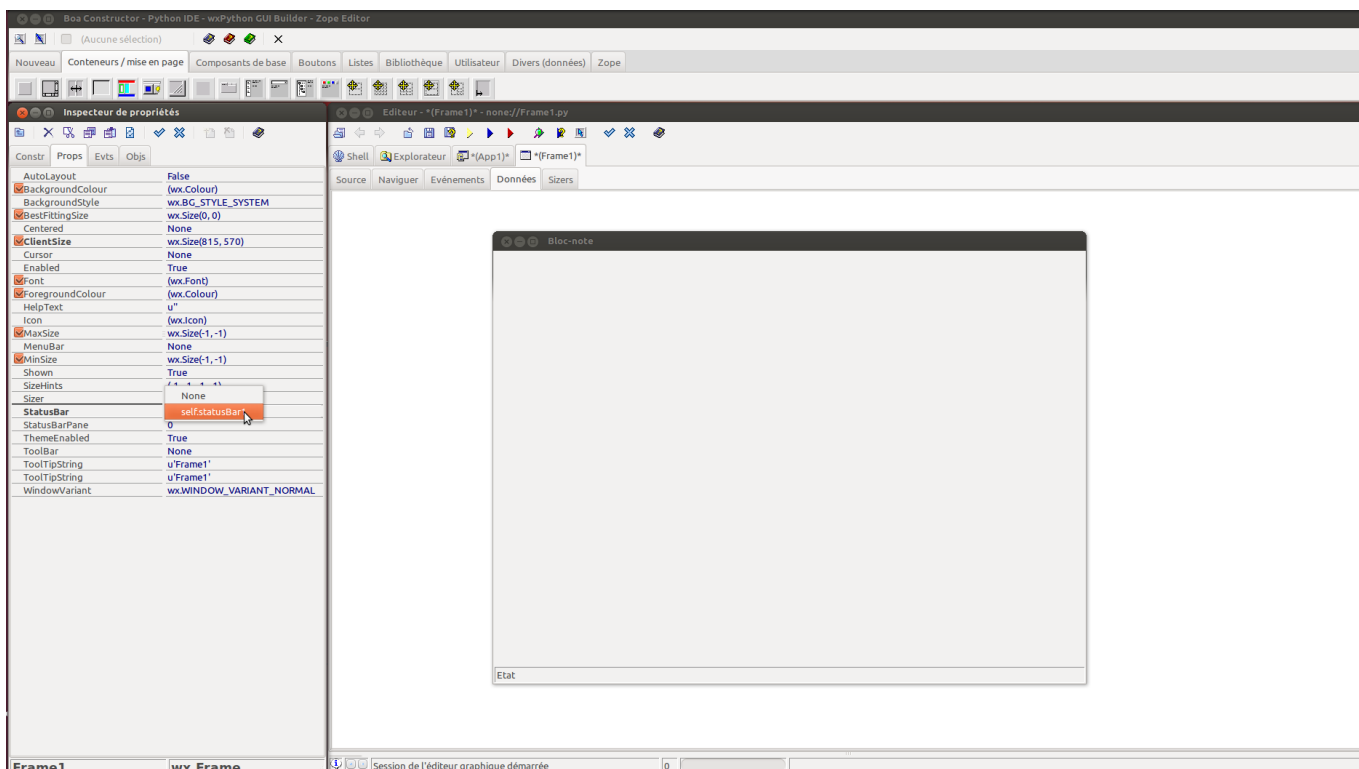 Boa Constructor - Python IDE - wxPython GUI Builder - Zope Editor
(Aucune sélection)
Nouveau Conteneurs / mise en page Composants de base Boutons Listes Bibliothèque Utilisateur Divers (données) Zope
Inspecteur de propriétés
Editeur - *(Frame1)* - none://Frame1.py
Constr Props Evts Objs
Shell Explorateur *(App1)* *(Frame1)*
Source Naviguer Evénements Données Sizers
AutoLayout False
BackgroundColour (wx.Colour)
BackgroundStyle wx.BG_STYLE_SYSTEM
BestFittingSize wx.Size(0, 0)
Centered None
ClientSize wx.Size(815, 570)
Cursor None
Enabled True
Font (wx.Font)
ForegroundColour (wx.Colour)
HelpText u''
Icon (wx.Icon)
MaxSize wx.Size(-1, -1)
MenuBar None
MinSize wx.Size(-1, -1)
Shown True
SizeHints
Sizer None
StatusBar self.statusBar1
StatusBarPane 0
ThemeEnabled True
ToolBar None
ToolTipString u'Frame1'
ToolTipString u'Frame1'
WindowVariant wx.WINDOW_VARIANT_NORMAL
Bloc-note
Etat
Frame1 wx.Frame
Session de l'éditeur graphique démarrée 0